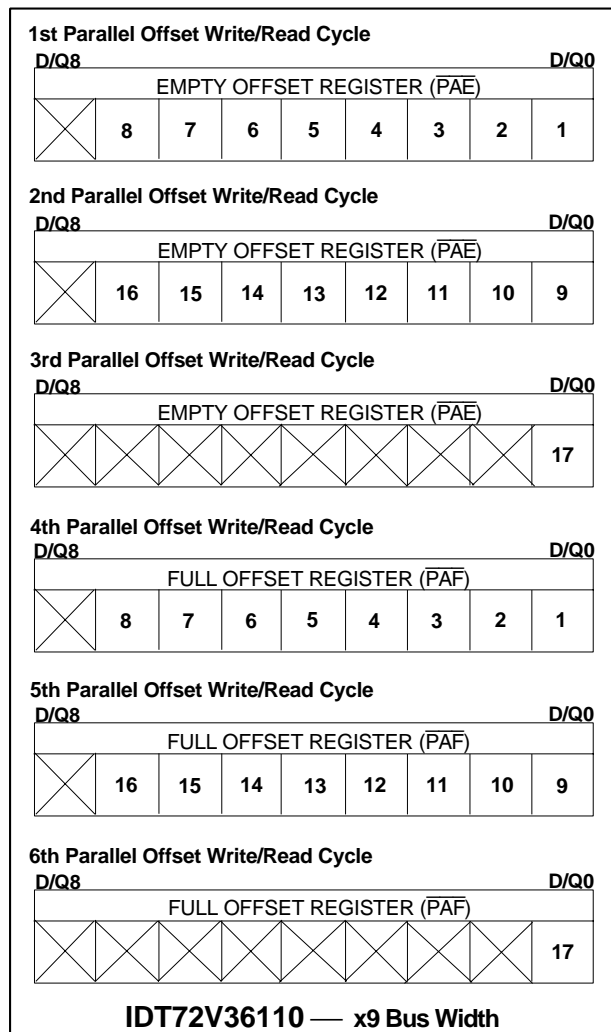 1st Parallel Offset Write/Read Cycle
D/Q8 D/Q0
EMPTY OFFSET REGISTER (PAE)
8 7 6 5 4 3 2 1
2nd Parallel Offset Write/Read Cycle
D/Q8 D/Q0
EMPTY OFFSET REGISTER (PAE)
16 15 14 13 12 11 10 9
3rd Parallel Offset Write/Read Cycle
D/Q8 D/Q0
EMPTY OFFSET REGISTER (PAE)
17
4th Parallel Offset Write/Read Cycle
D/Q8 D/Q0
FULL OFFSET REGISTER (PAF)
8 7 6 5 4 3 2 1
5th Parallel Offset Write/Read Cycle
D/Q8 D/Q0
FULL OFFSET REGISTER (PAF)
16 15 14 13 12 11 10 9
6th Parallel Offset Write/Read Cycle
D/Q8 D/Q0
FULL OFFSET REGISTER (PAF)
17
IDT72V36110 — x9 Bus Width